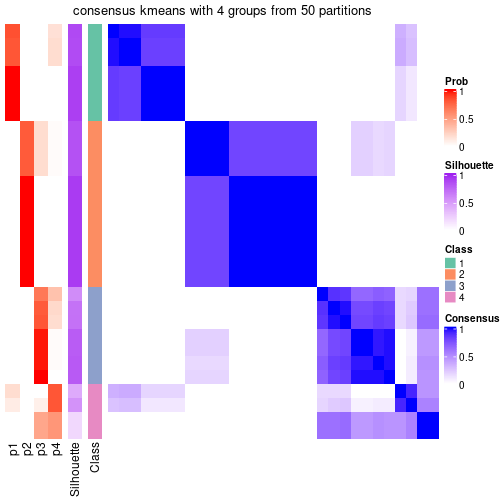 consensus kmeans with 4 groups from 50 partitions
Prob
1
0.5
0
Silhouette
1
0.5
0
Class
1
2
3
4
Consensus
1
0.5
0
p1
p2
p3
p4
Silhouette
Class